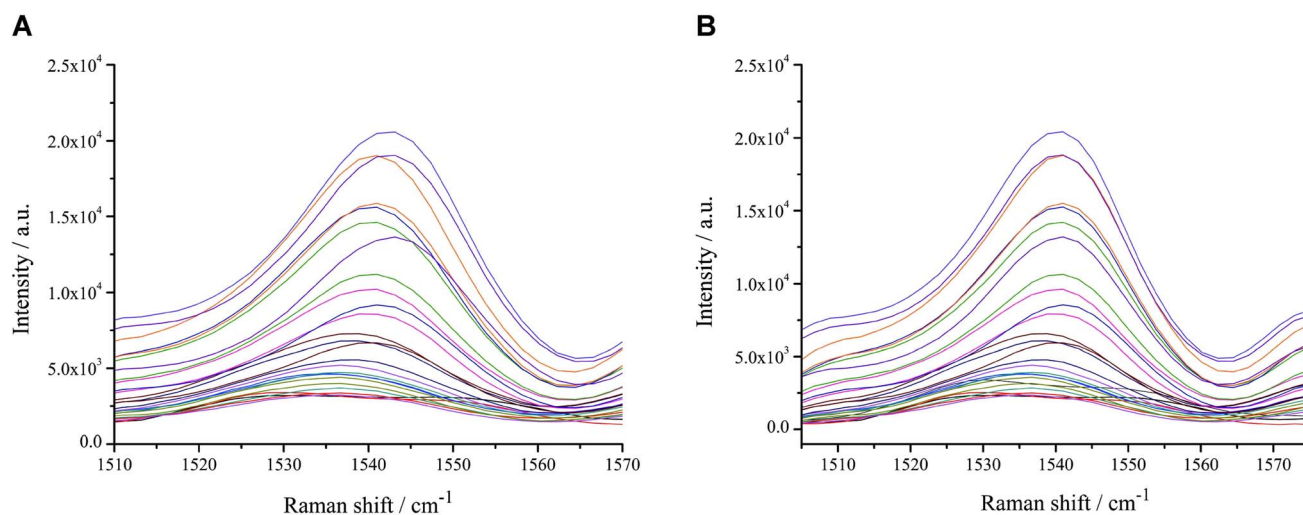 A
2.5x10⁴
2.0x10⁴
1.5x10⁴
1.0x10⁴
5.0x10³
0.0
Intensity / a.u.
1510 1520 1530 1540 1550 1560 1570
Raman shift / cm⁻¹
B
2.5x10⁴
2.0x10⁴
1.5x10⁴
1.0x10⁴
5.0x10³
0.0
Intensity / a.u.
1510 1520 1530 1540 1550 1560 1570
Raman shift / cm⁻¹